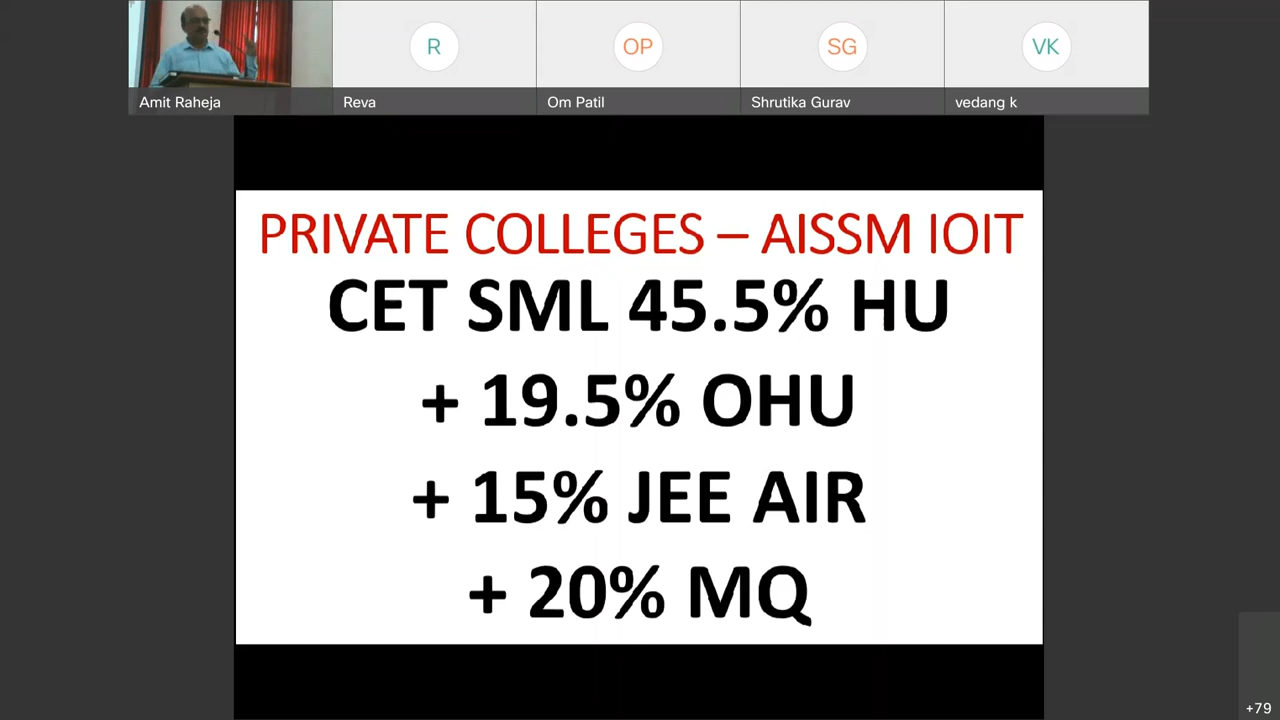 R
OP
SG
VK
Amit Raheja
Reva
Om Patil
Shrutika Gurav
vedang k
PRIVATE COLLEGES – AISSM IOIT
CET SML 45.5% HU
+ 19.5% OHU
+ 15% JEE AIR
+ 20% MQ
+79